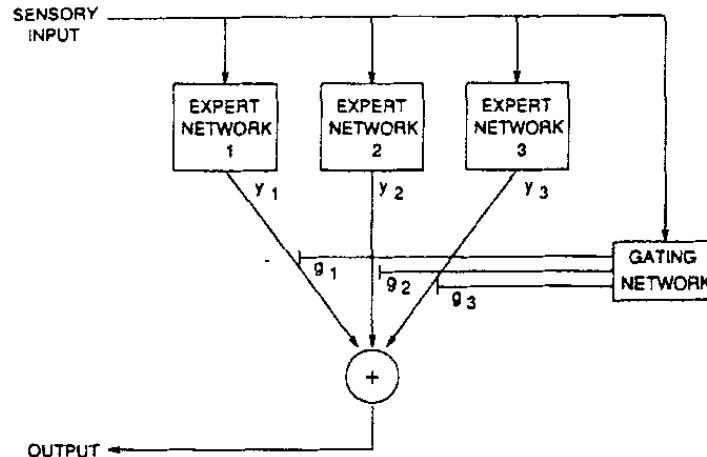 SENSORY
INPUT
EXPERT
NETWORK
1
EXPERT
NETWORK
2
EXPERT
NETWORK
3
y 1
y 2
y 3
g 1
g 2
g 3
GATING
NETWORK
+
OUTPUT